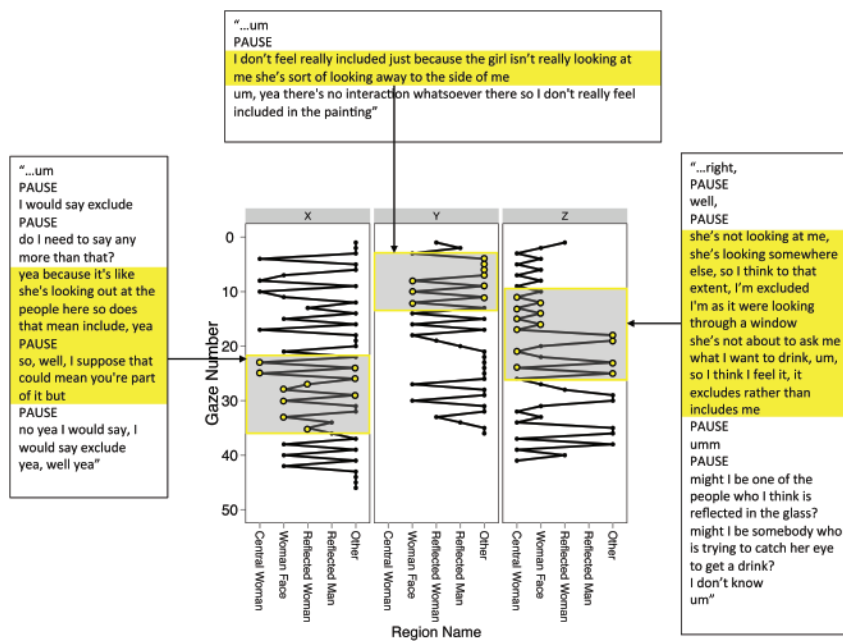 “...um
PAUSE
I don’t feel really included just because the girl isn’t really looking at
me she’s sort of looking away to the side of me
um, yea there's no interaction whatsoever there so I don't really feel
included in the painting”
“...um
PAUSE
I would say exclude
PAUSE
do I need to say any
more than that?
yea because it's like
she's looking out at the
people here so does
that mean include, yea
PAUSE
so, well, I suppose that
could mean you're part
of it but
PAUSE
no yea I would say, I
would say exclude
yea, well yea”
“...right,
PAUSE
well,
PAUSE
she’s not looking at me,
she’s looking somewhere
else, so I think to that
extent, I’m excluded
I'm as it were looking
through a window
she’s not about to ask me
what I want to drink, um,
so I think I feel it, it
excludes rather than
includes me
PAUSE
umm
PAUSE
might I be one of the
people who I think is
reflected in the glass?
might I be somebody who
is trying to catch her eye
to get a drink?
I don’t know
um”
X
Y
Z
Gaze Number
0
10
20
30
40
50
Central Woman
Woman Face
Reflected Woman
Reflected Man
Other
Central Woman
Woman Face
Reflected Woman
Reflected Man
Other
Central Woman
Woman Face
Reflected Woman
Reflected Man
Other
Region Name